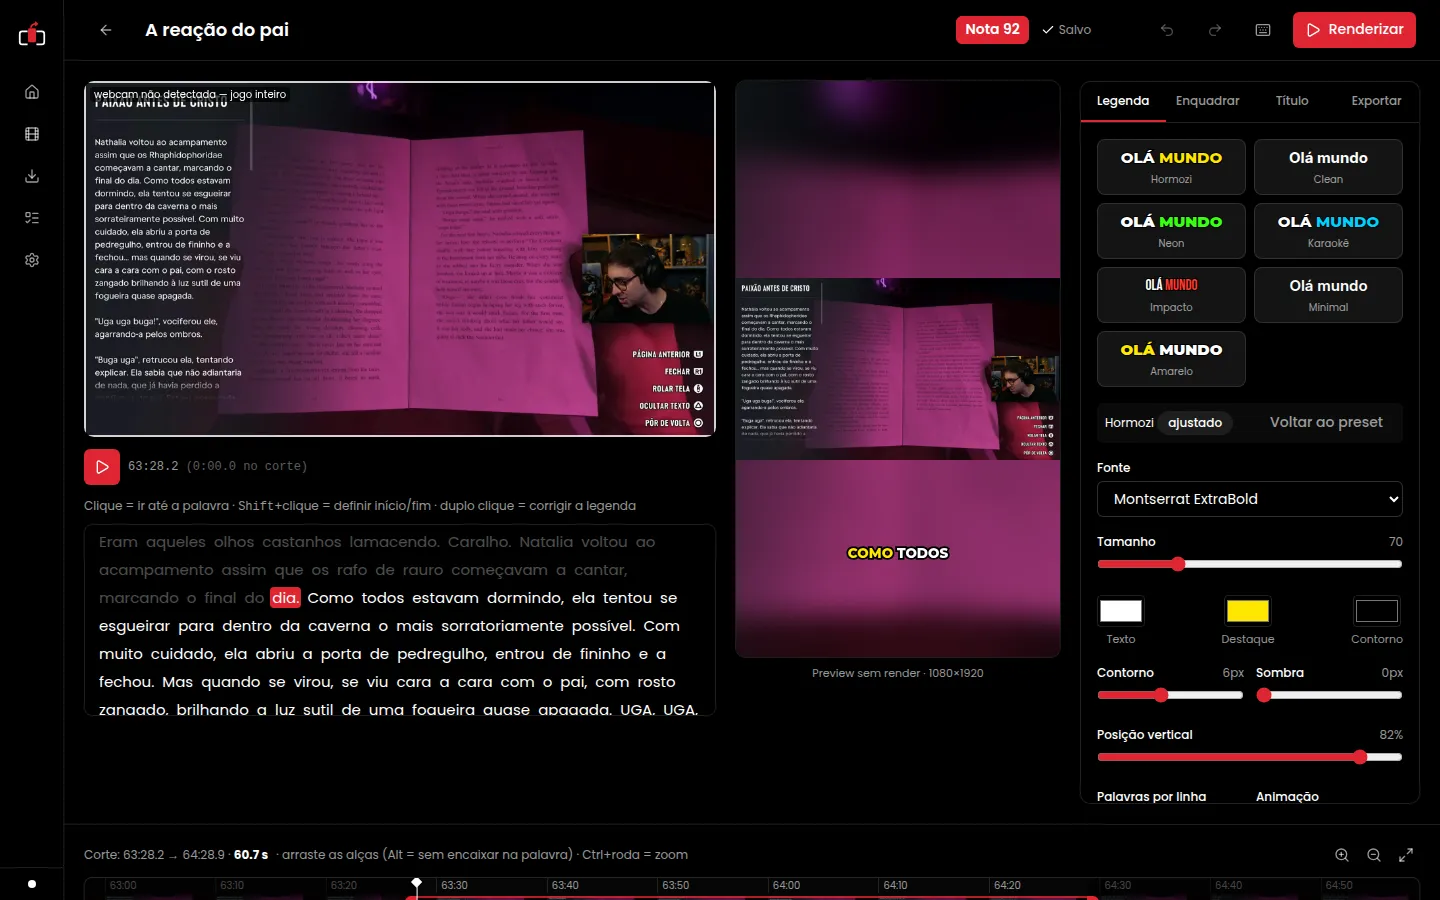 A reação do pai
Nota 92
Salvo
Renderizar
webcam não detectada — jogo inteiro
PAIXÃO ANTES DE CRISTO
Nathalia voltou ao acampamento
assim que os Rhaphidophoridae
começavam a cantar, marcando o
final do dia. Como todos estavam
dormindo, ela tentou se esgueirar
para dentro da caverna o mais
sorrateiramente possível. Com muito
cuidado, ela abriu a porta de
pedregulho, entrou de fininho e a
fechou... mas quando se virou, se viu
cara a cara com o pai, com o rosto
zangado brilhando à luz sutil de uma
fogueira quase apagada.
"Uga uga buga!", vociferou ele,
agarrando-a pelos ombros.
"Buga uga", retrucou ela, tentando
explicar. Ela sabia que não adiantaria
de nada, que já havia perdido a
PÁGINA ANTERIOR
FECHAR
ROLAR TELA
OCULTAR TEXTO
PÔR DE VOLTA
63:28.2 (0:00.0 no corte)
Clique = ir até a palavra · Shift+clique = definir início/fim · duplo clique = corrigir a legenda
Eram aqueles olhos castanhos lamacendo. Caralho. Natalia voltou ao
acampamento assim que os rafo de rauro começavam a cantar,
marcando o final do dia. Como todos estavam dormindo, ela tentou se
esgueirar para dentro da caverna o mais sorratoriamente possível. Com
muito cuidado, ela abriu a porta de pedregulho, entrou de fininho e a
fechou. Mas quando se virou, se viu cara a cara com o pai, com rosto
zangado, brilhando a luz sutil de uma fogueira quase apagada. UGA, UGA,
PAIXÃO ANTES DE CRISTO
COMO TODOS
Preview sem render · 1080×1920
Legenda Enquadrar Título Exportar
OLÁ MUNDO
Hormozi
Olá mundo
Clean
OLÁ MUNDO
Neon
OLÁ MUNDO
Karaokê
OLÁ MUNDO
Impacto
Olá mundo
Minimal
OLÁ MUNDO
Amarelo
Hormozi ajustado Voltar ao preset
Fonte
Montserrat ExtraBold
Tamanho 70
Texto Destaque Contorno
Contorno 6px Sombra 0px
Posição vertical 82%
Palavras por linha Animação
Corte: 63:28.2 → 64:28.9 · 60.7 s · arraste as alças (Alt = sem encaixar na palavra) · Ctrl+roda = zoom
63:00 63:10 63:20 63:30 63:40 63:50 64:00 64:10 64:20 64:30 64:40 64:50